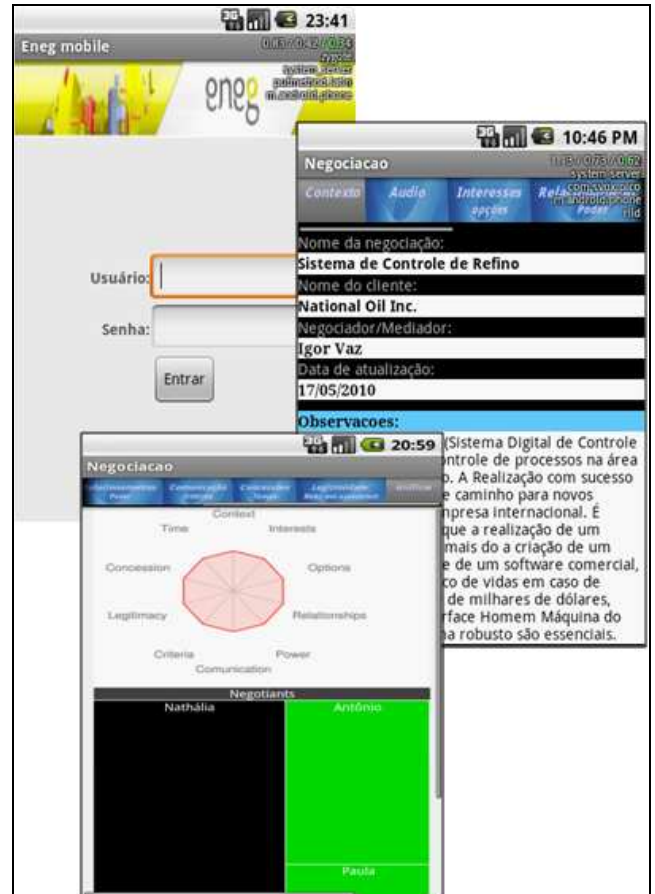 23:41
Eneg mobile
eneg
Usuário:
Senha:
Entrar
10:46 PM
Negociacao
Contexto
Audio
Interesses
opções
Poder
Nome da negociação:
Sistema de Controle de Refino
Nome do cliente:
National Oil Inc.
Negociador/Mediador:
Igor Vaz
Data de atualização:
17/05/2010
Observacoes:
(Sistema Digital de Controle
controle de processos na área
o. A Realização com sucesso
e caminho para novos
mpresa internacional. É
que a realização de um
mais do a criação de um
e de um software comercial,
co de vidas em caso de
de milhares de dólares,
rface Homem Máquina do
na robusto são essenciais.
20:59
Negociacao
Context
Time
Interests
Concession
Options
Legitimacy
Relationships
Criteria
Power
Comunication
Negotiants
Nathália
Antônio
Paula